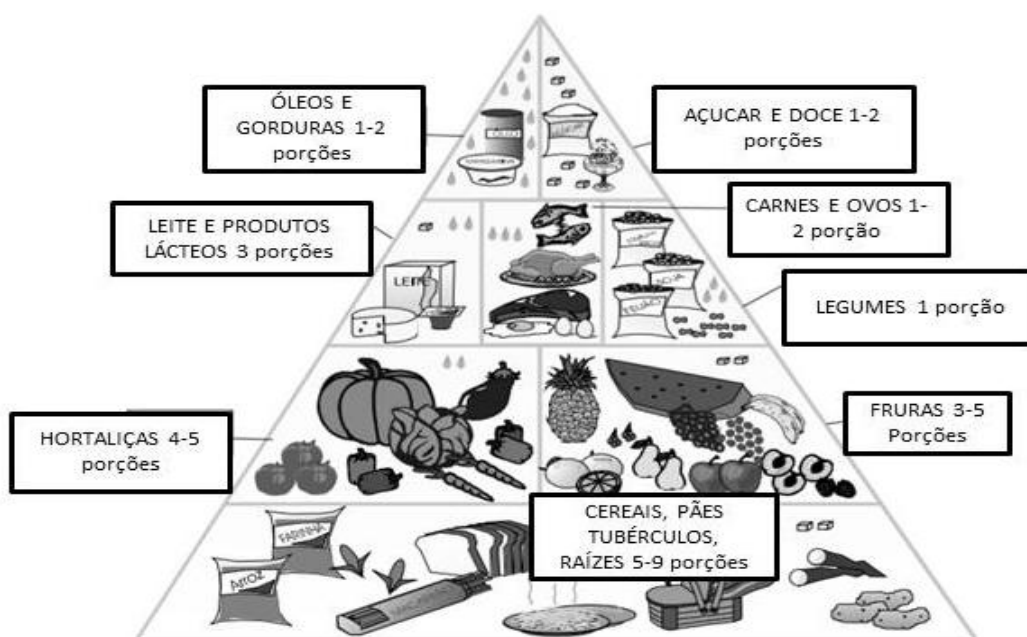 ÓLEOS E
GORDURAS 1-2
porções
AÇUCAR E DOCE 1-2
porções
LEITE E PRODUTOS
LÁCTEOS 3 porções
CARNES E OVOS 1-
2 porção
LEITE
SOJA
FEIJÃO
LEGUMES 1 porção
HORTALIÇAS 4-5
porções
FRURAS 3-5
Porções
CEREAIS, PÃES
TUBÉRCULOS,
RAÍZES 5-9 porções
FARINHA
ARROZ